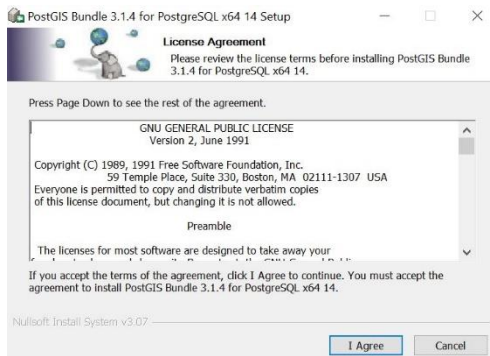 PostGIS Bundle 3.1.4 for PostgreSQL x64 14 Setup
License Agreement
Please review the license terms before installing PostGIS Bundle
3.1.4 for PostgreSQL x64 14.
Press Page Down to see the rest of the agreement.
GNU GENERAL PUBLIC LICENSE
Version 2, June 1991
Copyright (C) 1989, 1991 Free Software Foundation, Inc.
59 Temple Place, Suite 330, Boston, MA 02111-1307 USA
Everyone is permitted to copy and distribute verbatim copies
of this license document, but changing it is not allowed.
Preamble
The licenses for most software are designed to take away your
If you accept the terms of the agreement, click I Agree to continue. You must accept the
agreement to install PostGIS Bundle 3.1.4 for PostgreSQL x64 14.
Nullsoft Install System v3.07
I Agree
Cancel